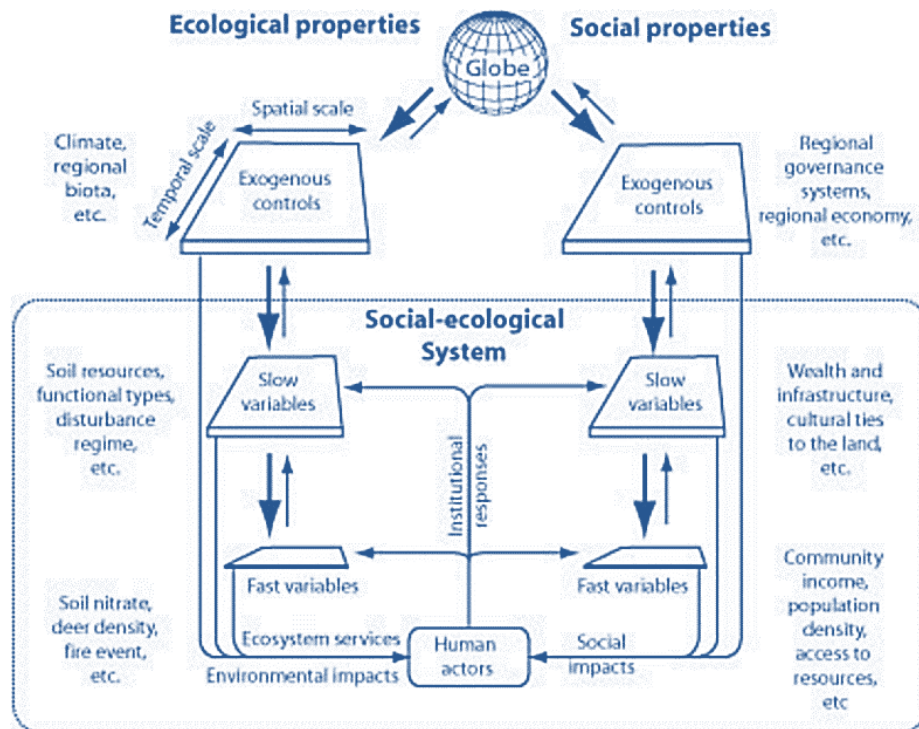 Ecological properties
Social properties
Globe
Spatial scale
Temporal scale
Climate,
regional
biota,
etc.
Exogenous
controls
Exogenous
controls
Regional
governance
systems,
regional economy,
etc.
Social-ecological
System
Soil resources,
functional types,
disturbance
regime,
etc.
Slow
variables
Slow
variables
Wealth and
infrastructure,
cultural ties
to the land,
etc.
Institutional
responses
Fast variables
Fast variables
Soil nitrate,
deer density,
fire event,
etc.
Ecosystem services
Environmental impacts
Human
actors
Social
impacts
Community
income,
population
density,
access to
resources,
etc